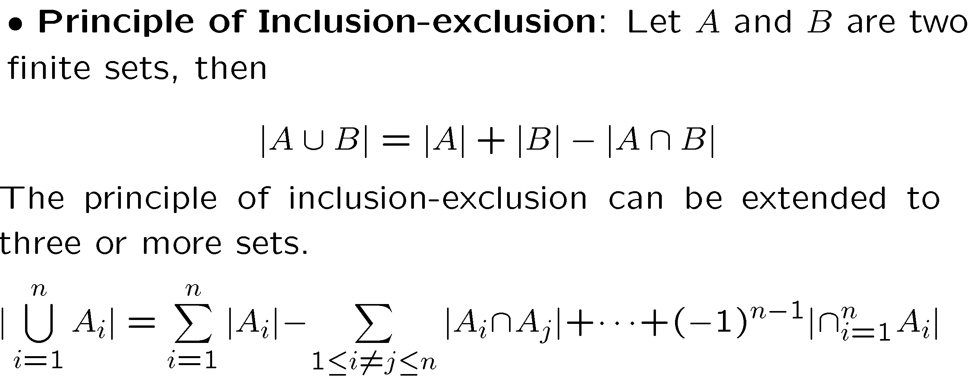 • Principle of Inclusion-exclusion: Let A and B are two
finite sets, then
|A ∪ B| = |A| + |B| − |A ∩ B|
The principle of inclusion-exclusion can be extended to
three or more sets.
|⋃_{i=1}^{n} A_i| = ∑_{i=1}^{n} |A_i| − ∑_{1≤i≠j≤n} |A_i∩A_j| + ··· + (−1)^{n−1}|∩_{i=1}^{n} A_i|